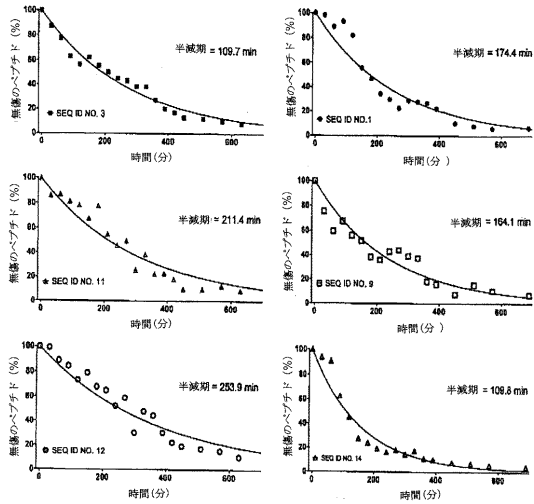 無傷のペプチド (%)
100
80
60
40
20
0
半減期 = 109.7 min
SEQ ID NO. 3
0 200 400 600
時間(分)
無傷のペプチド (%)
100
80
60
40
20
0
半減期 = 174.4 min
SEQ ID NO.1
0 200 400 600
時間(分 )
無傷のペプチド (%)
100
80
60
40
20
0
半減期 = 211.4 min
SEQ ID NO. 11
0 200 400 600
時間(分)
無傷のペプチド (%)
100
80
60
40
20
0
半減期 = 164.1 min
SEQ ID NO. 9
0 200 400 600
時間(分)
無傷のペプチド (%)
100
80
60
40
20
0
半減期 = 253.9 min
SEQ ID NO. 12
0 200 400 600
時間(分)
無傷のペプチド (%)
100
80
60
40
20
0
半減期 = 109.8 min
SEQ ID NO. 14
0 200 400 600
時間(分)